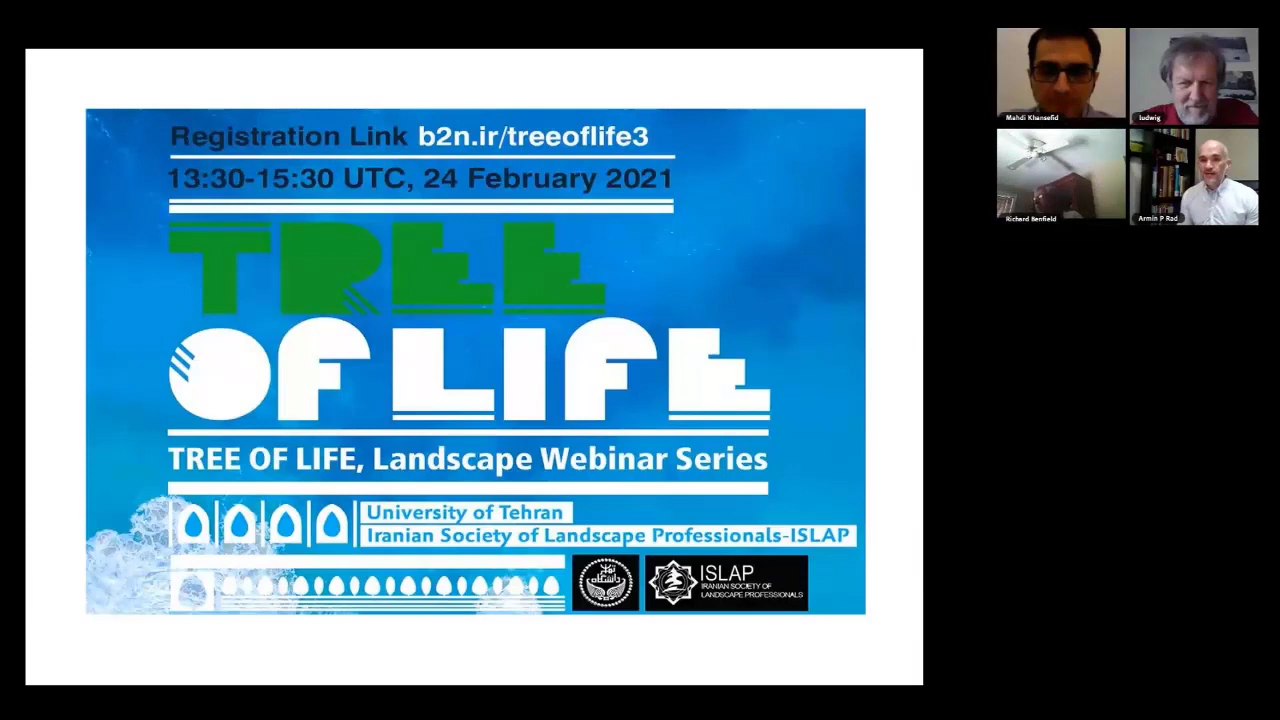 Registration Link b2n.ir/treeoflife3
13:30-15:30 UTC, 24 February 2021
TREE
OF LIFE
TREE OF LIFE, Landscape Webinar Series
University of Tehran
Iranian Society of Landscape Professionals-ISLAP
ISLAP
IRANIAN SOCIETY OF
LANDSCAPE PROFESSIONALS
Mahdi Khansefid
ludwig
Richard Benfield
Armin P Rad